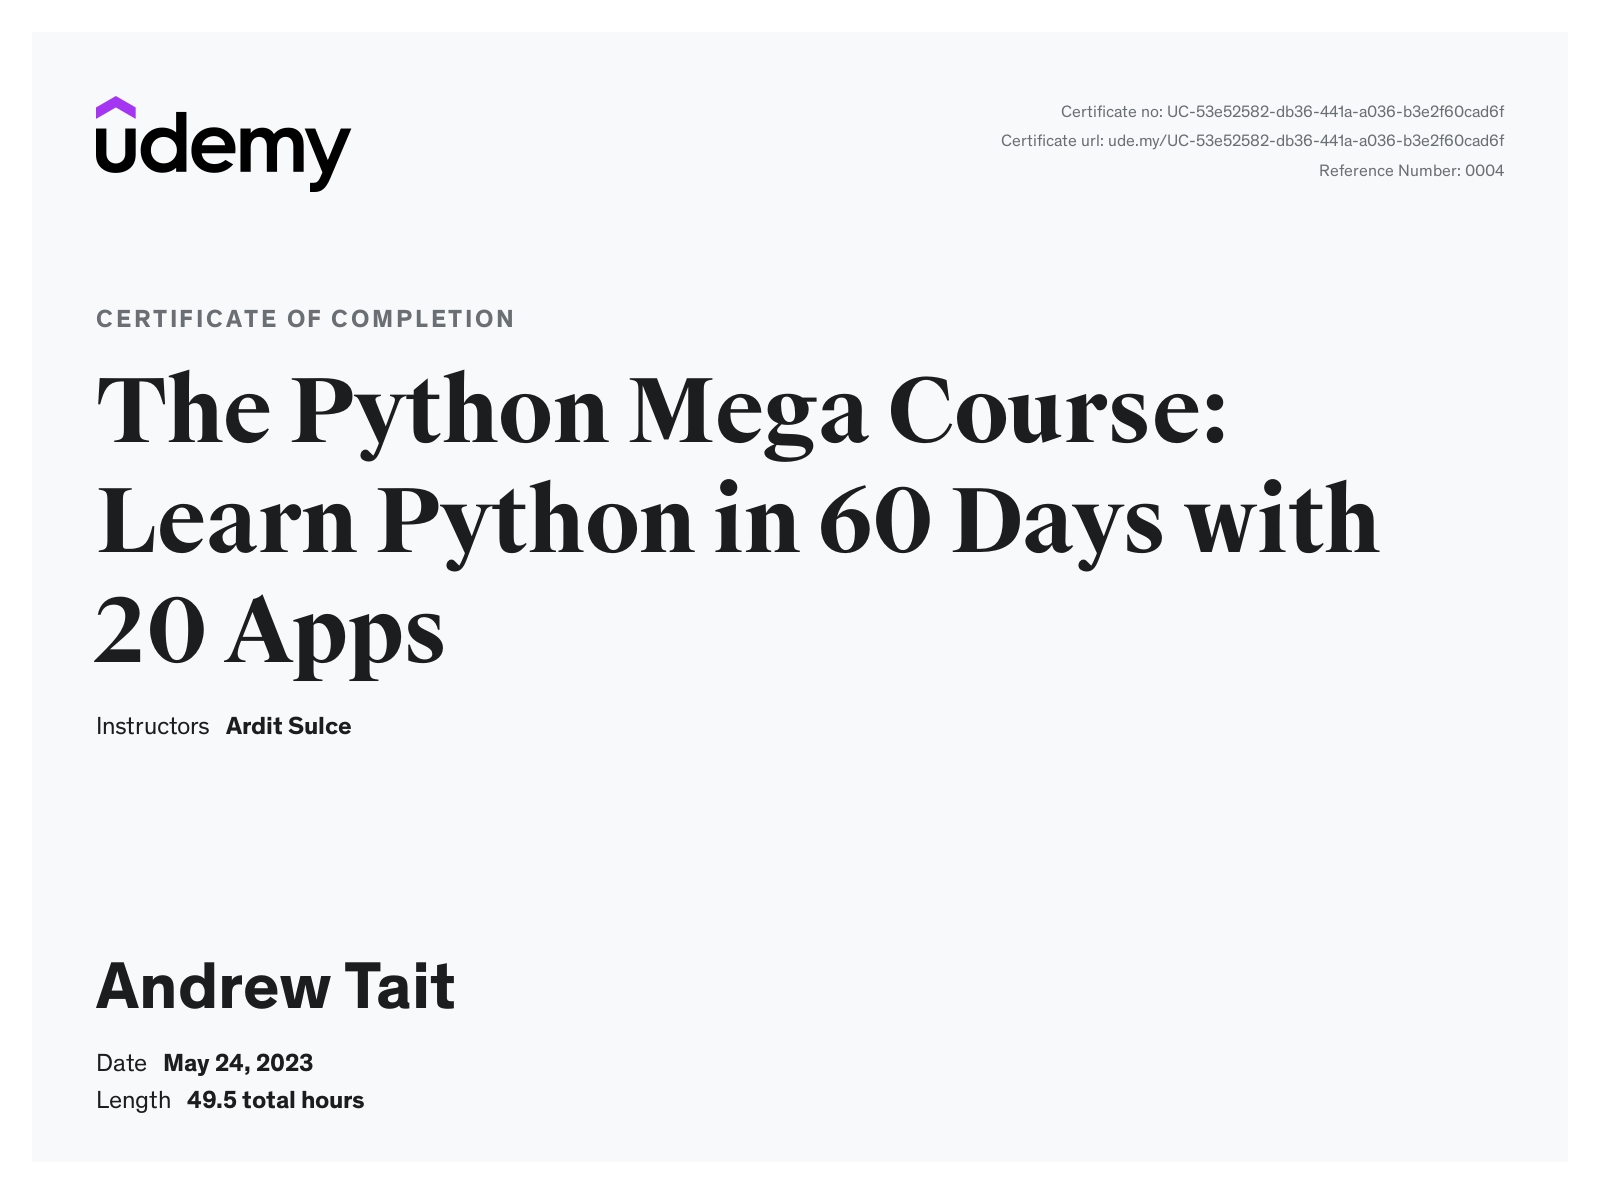 udemy
Certificate no: UC-53e52582-db36-441a-a036-b3e2f60cad6f
Certificate url: ude.my/UC-53e52582-db36-441a-a036-b3e2f60cad6f
Reference Number: 0004
CERTIFICATE OF COMPLETION
The Python Mega Course:
Learn Python in 60 Days with
20 Apps
Instructors Ardit Sulce
Andrew Tait
Date May 24, 2023
Length 49.5 total hours